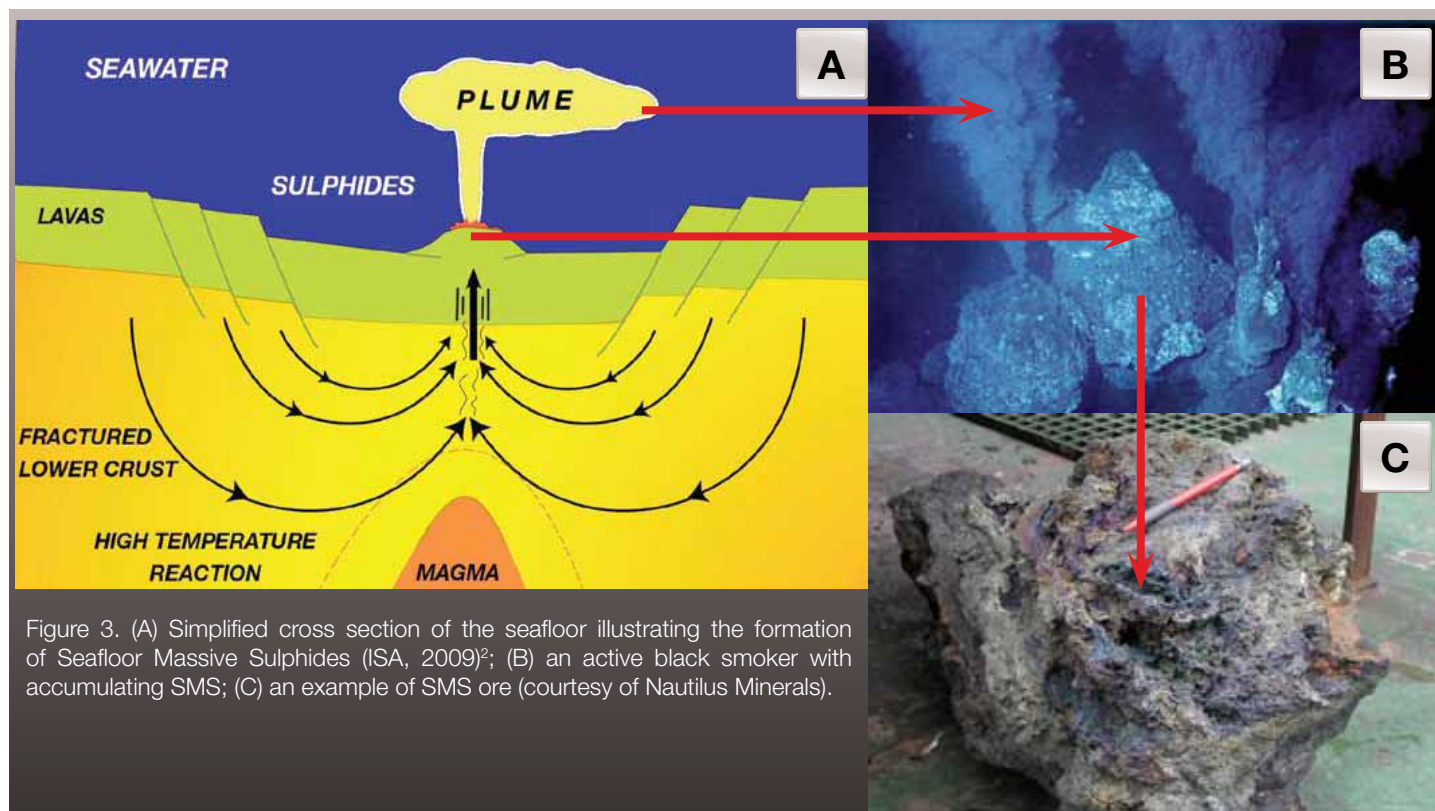 SEAWATER
PLUME
SULPHIDES
LAVAS
FRACTURED
LOWER CRUST
HIGH TEMPERATURE
REACTION
MAGMA
A
B
C
Figure 3. (A) Simplified cross section of the seafloor illustrating the formation
of Seafloor Massive Sulphides (ISA, 2009)²; (B) an active black smoker with
accumulating SMS; (C) an example of SMS ore (courtesy of Nautilus Minerals).